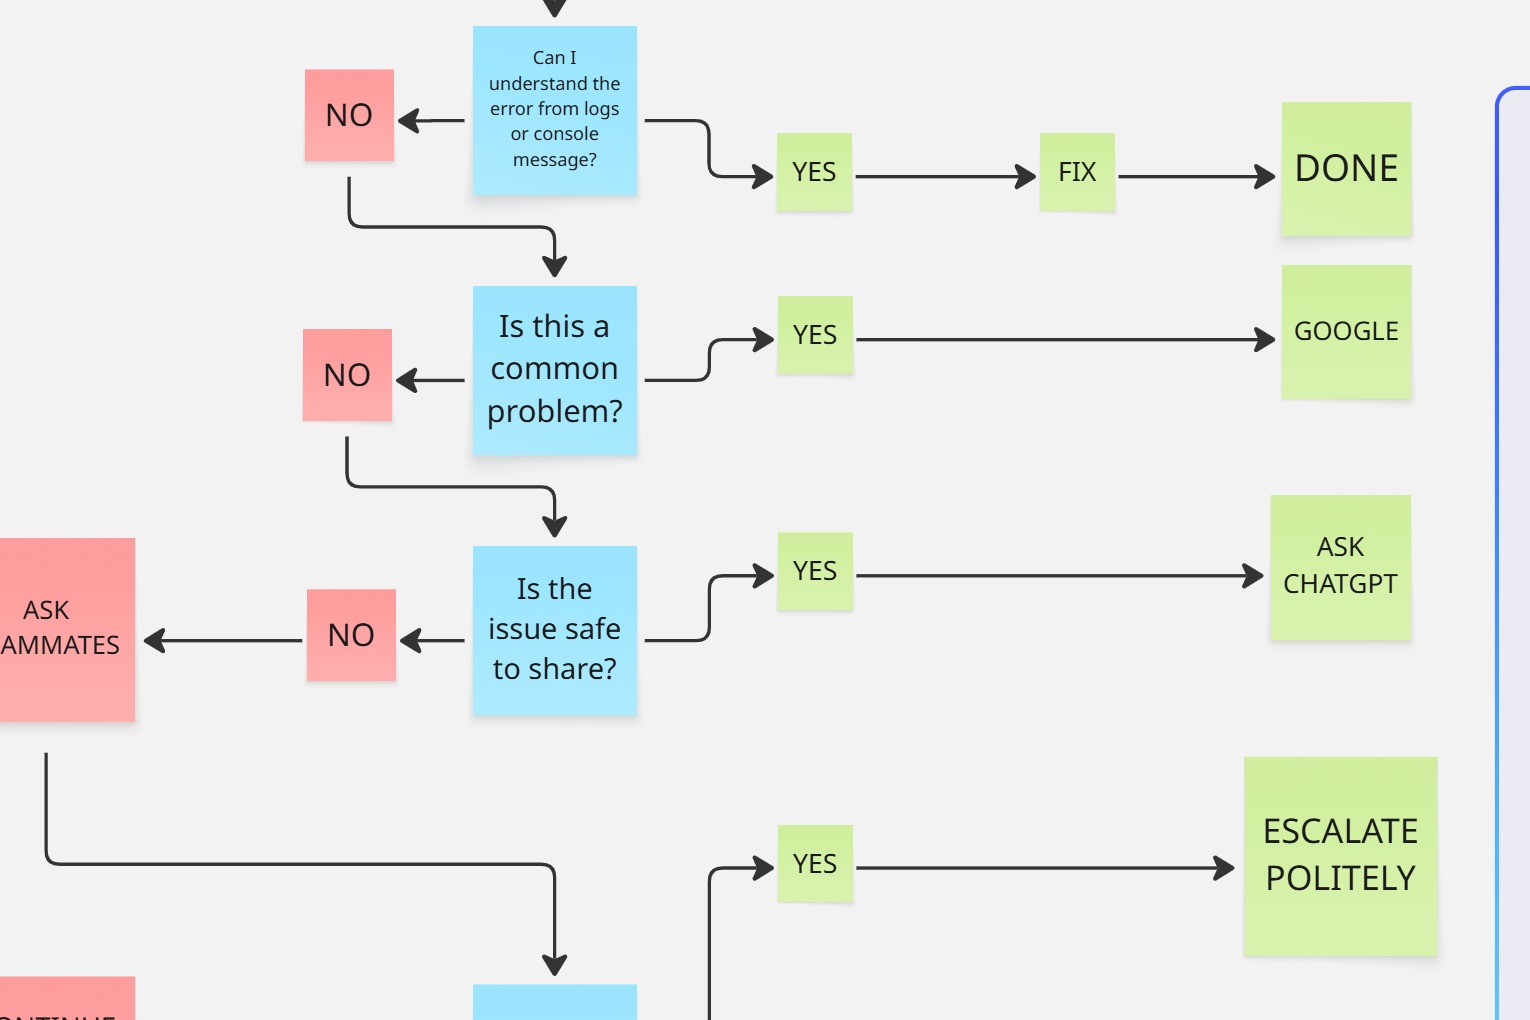 Can I
understand the
error from logs
or console
message?
NO
YES
FIX
DONE
Is this a
common
problem?
NO
YES
GOOGLE
Is the
issue safe
to share?
NO
YES
ASK
CHATGPT
ASK
AMMATES
YES
ESCALATE
POLITELY